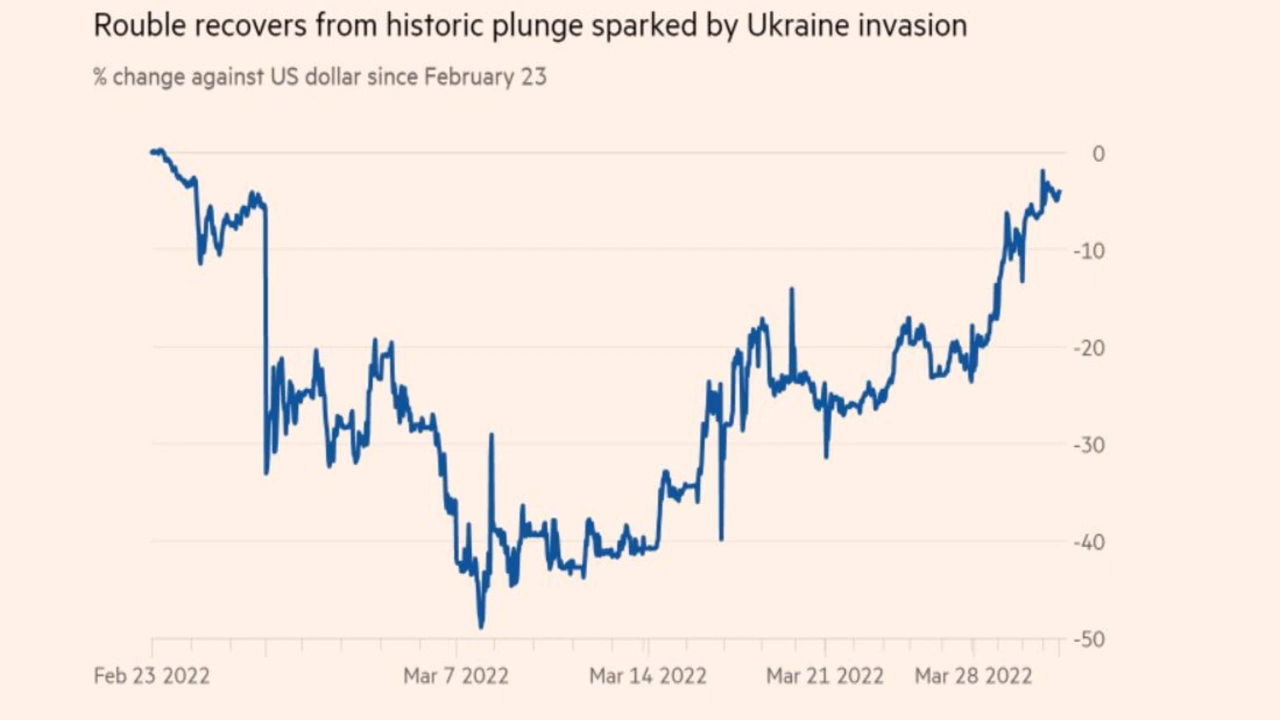 Rouble recovers from historic plunge sparked by Ukraine invasion
% change against US dollar since February 23
0
-10
-20
-30
-40
-50
Feb 23 2022 Mar 7 2022 Mar 14 2022 Mar 21 2022 Mar 28 2022